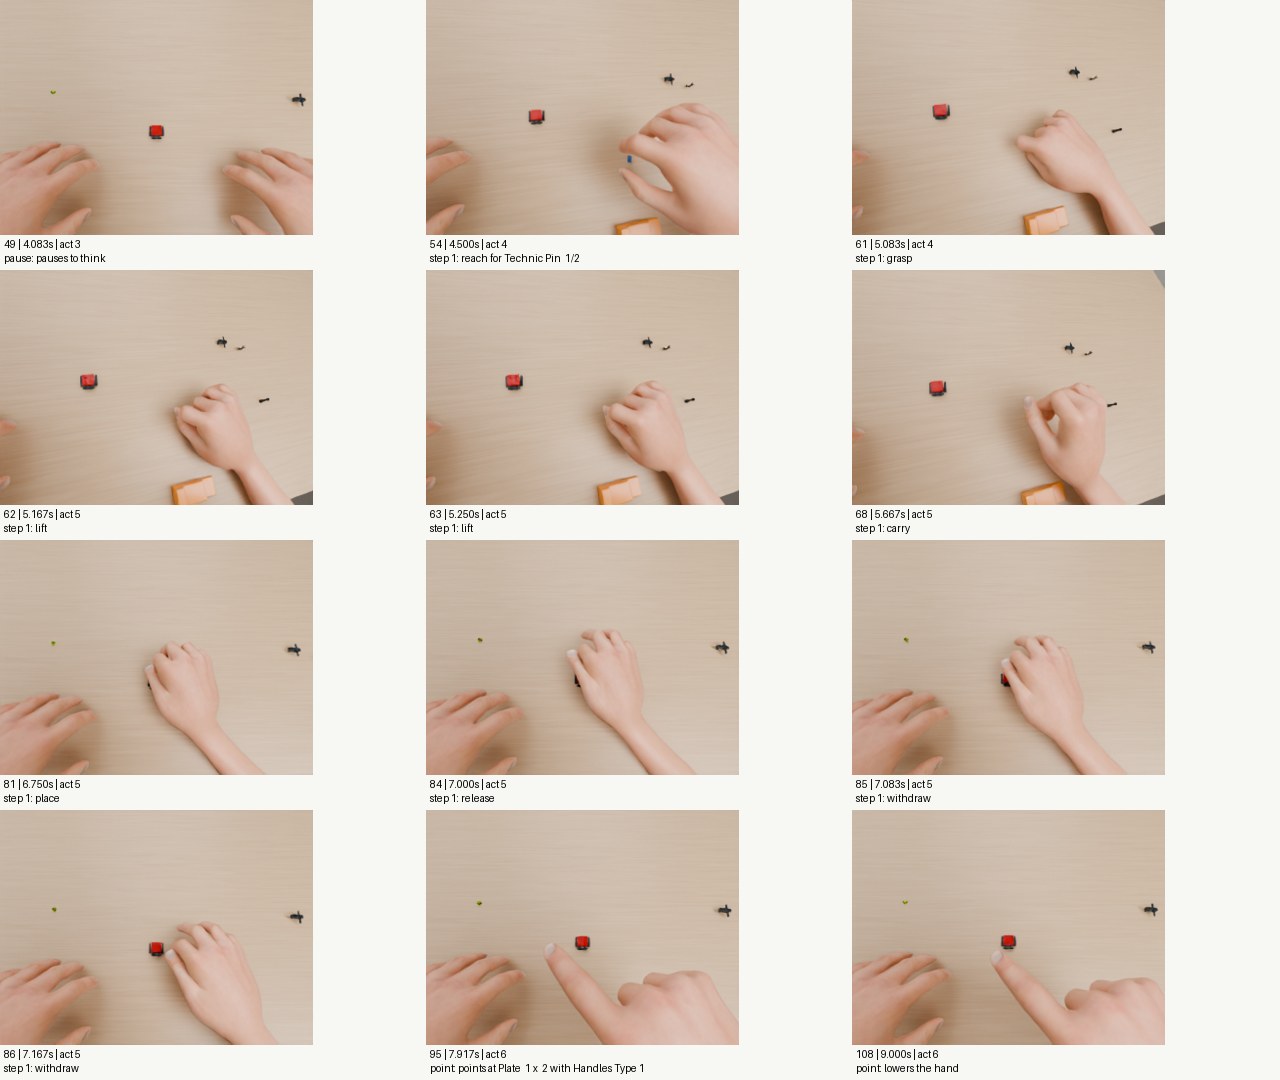 49 | 4.083s | act 3
pause: pauses to think
54 | 4.500s | act 4
step 1: reach for Technic Pin 1/2
61 | 5.083s | act 4
step 1: grasp
62 | 5.167s | act 5
step 1: lift
63 | 5.250s | act 5
step 1: lift
68 | 5.667s | act 5
step 1: carry
81 | 6.750s | act 5
step 1: place
84 | 7.000s | act 5
step 1: release
85 | 7.083s | act 5
step 1: withdraw
86 | 7.167s | act 5
step 1: withdraw
95 | 7.917s | act 6
point: points at Plate 1 x 2 with Handles Type 1
108 | 9.000s | act 6
point: lowers the hand